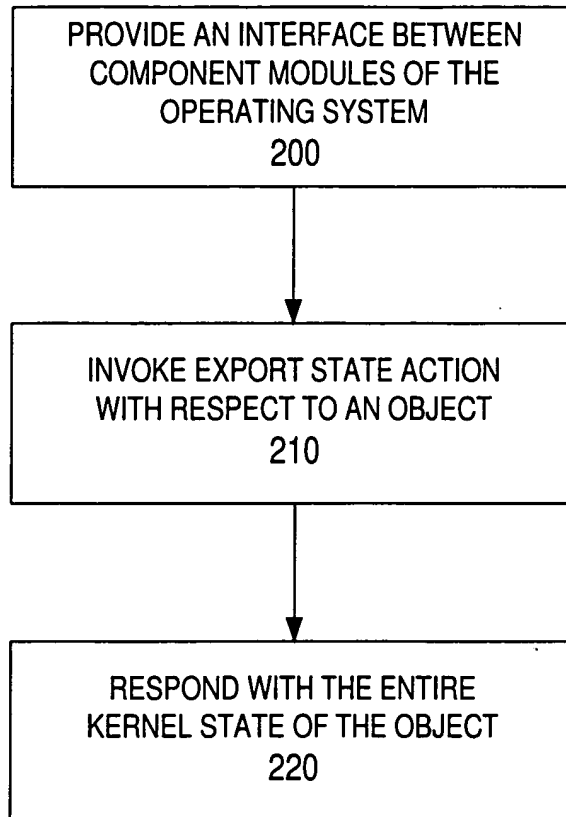 PROVIDE AN INTERFACE BETWEEN
COMPONENT MODULES OF THE
OPERATING SYSTEM
200
INVOKE EXPORT STATE ACTION
WITH RESPECT TO AN OBJECT
210
RESPOND WITH THE ENTIRE
KERNEL STATE OF THE OBJECT
220